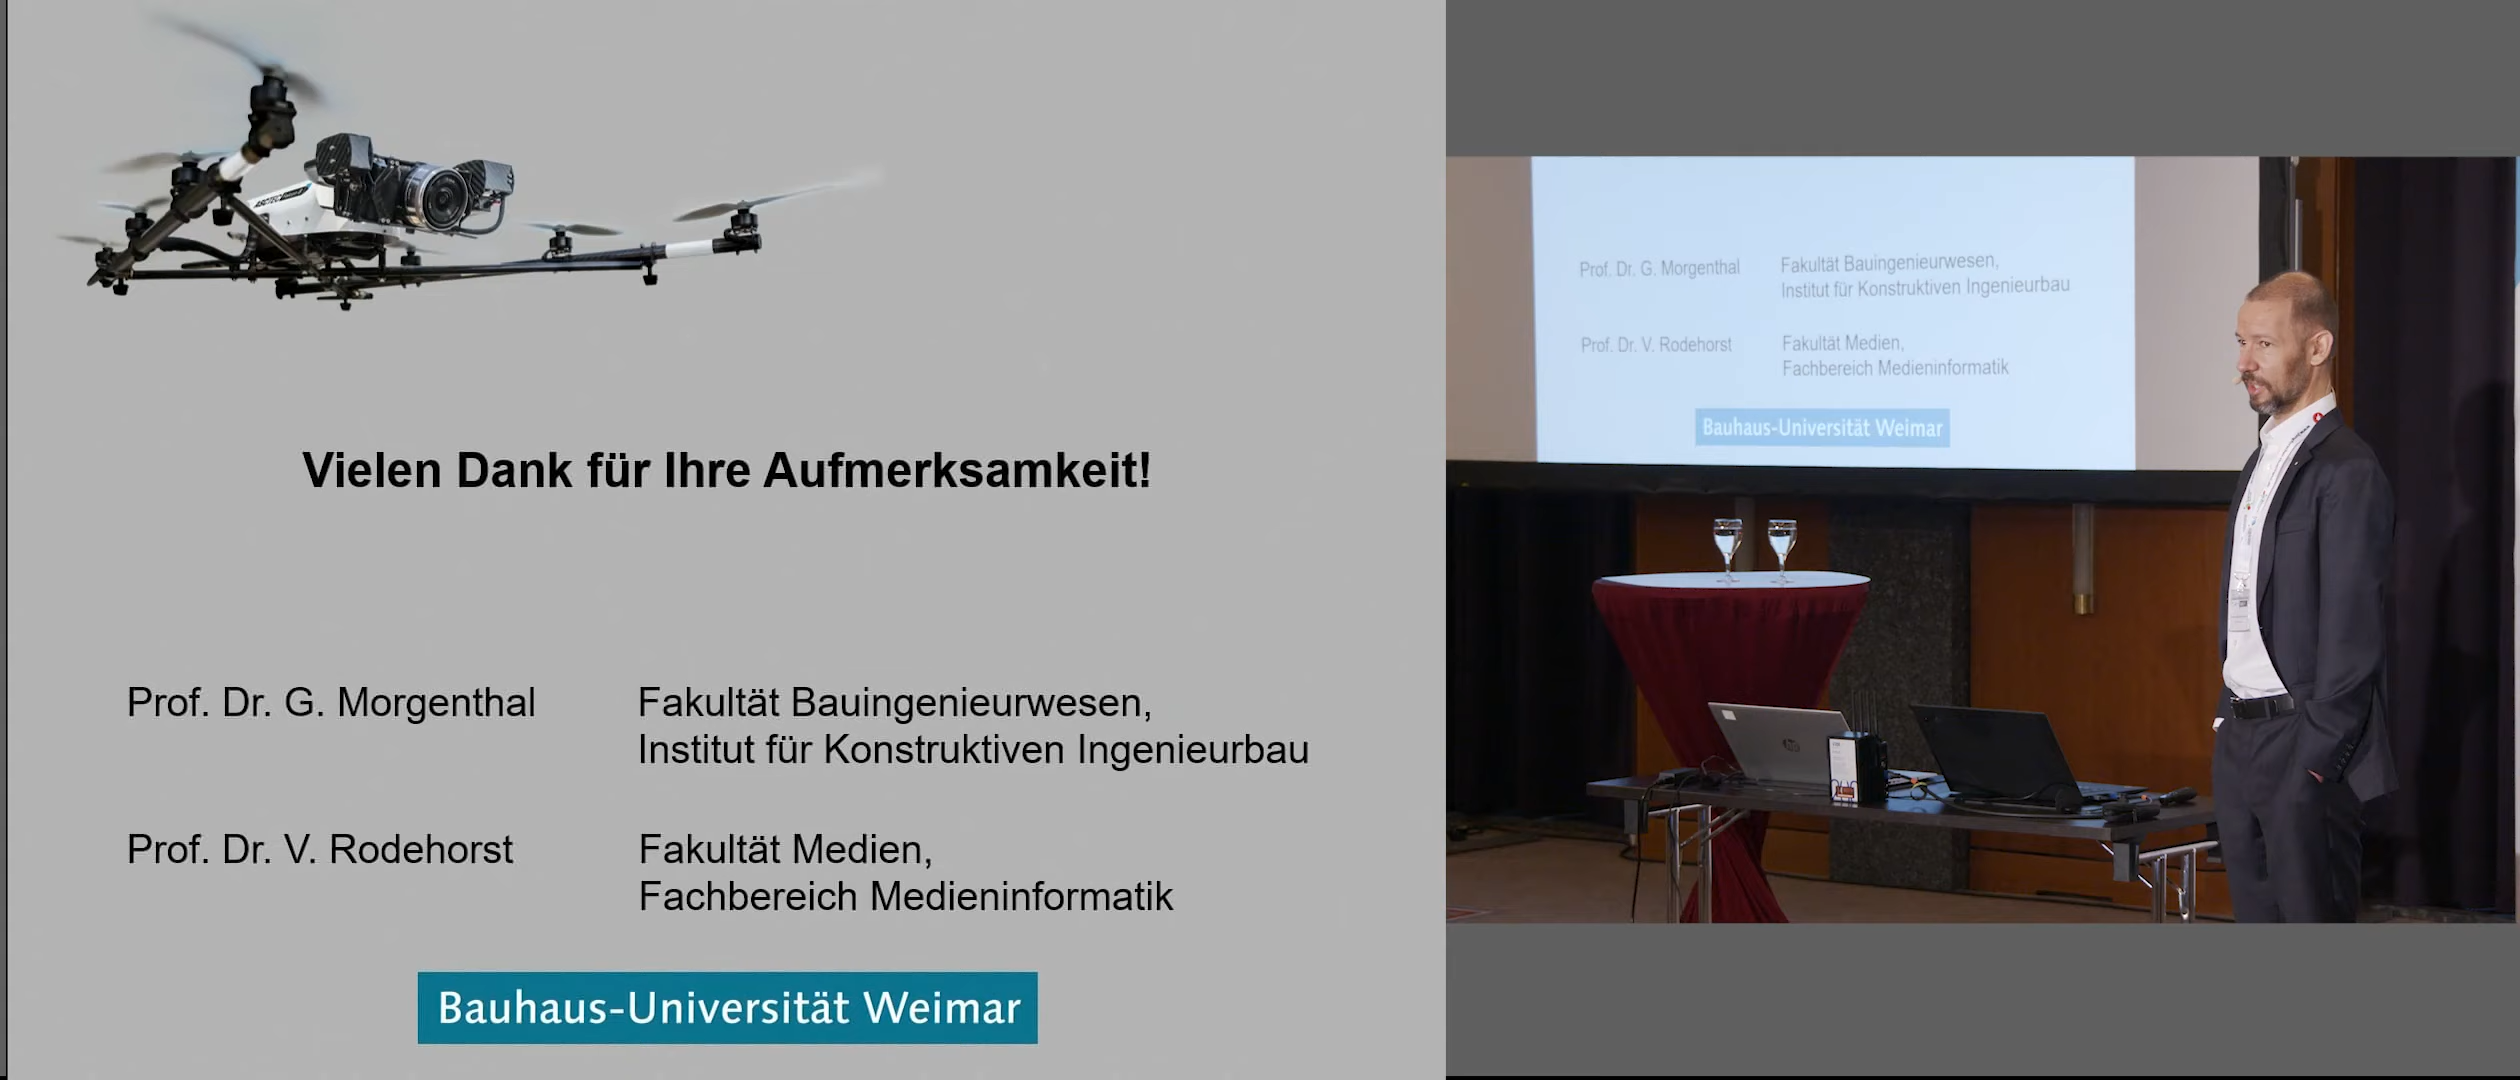 ASCTEC
Vielen Dank für Ihre Aufmerksamkeit!
Prof. Dr. G. Morgenthal
Fakultät Bauingenieurwesen,
Institut für Konstruktiven Ingenieurbau
Prof. Dr. V. Rodehorst
Fakultät Medien,
Fachbereich Medieninformatik
Bauhaus-Universität Weimar
Prof. Dr. G. Morgenthal
Fakultät Bauingenieurwesen,
Institut für Konstruktiven Ingenieurbau
Prof. Dr. V. Rodehorst
Fakultät Medien,
Fachbereich Medieninformatik
Bauhaus-Universität Weimar
hp